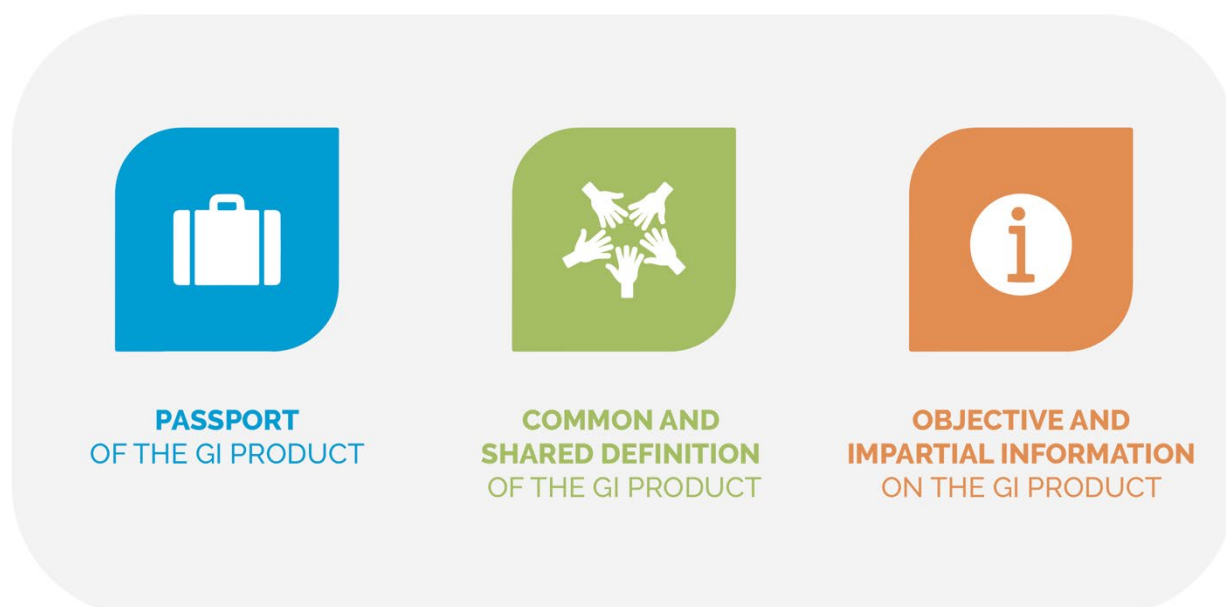 PASSPORT
OF THE GI PRODUCT
COMMON AND
SHARED DEFINITION
OF THE GI PRODUCT
OBJECTIVE AND
IMPARTIAL INFORMATION
ON THE GI PRODUCT